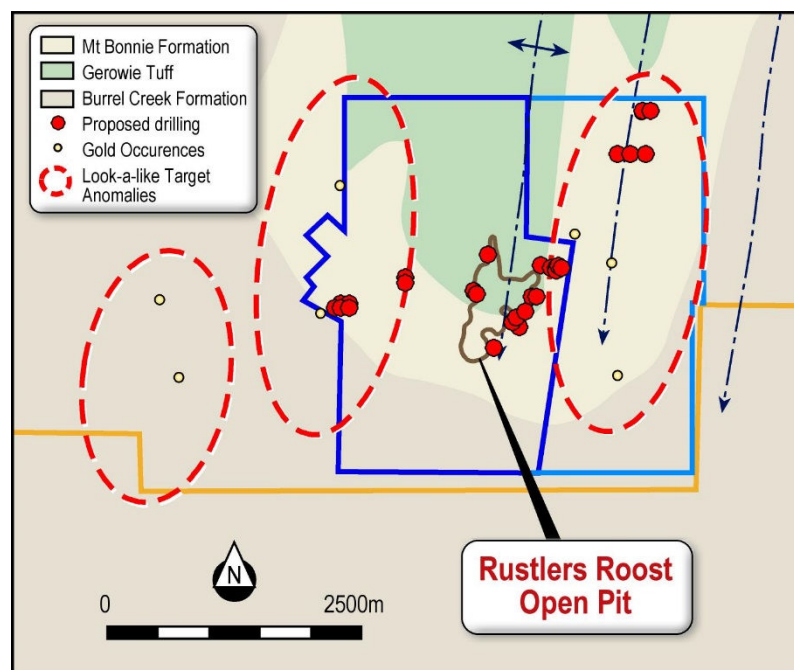 Mt Bonnie Formation
Gerowie Tuff
Burrel Creek Formation
Proposed drilling
Gold Occurences
Look-a-like Target
Anomalies
Rustlers Roost
Open Pit
N
0 2500m